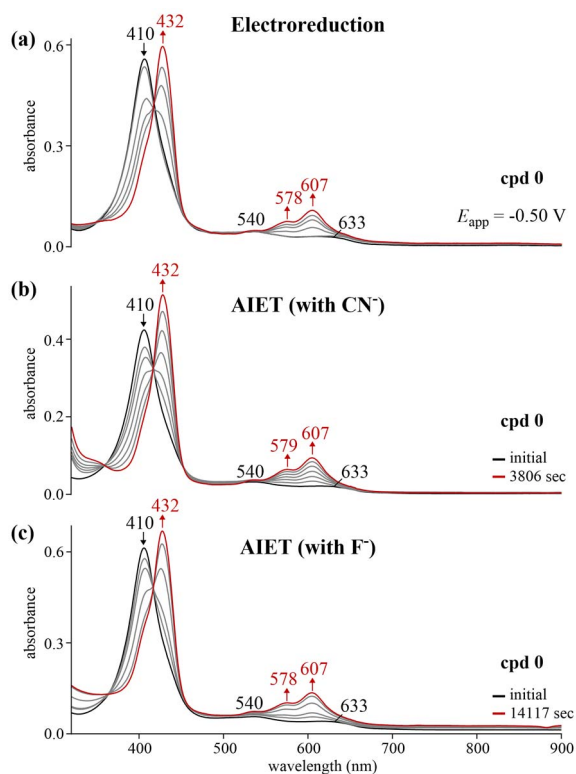 (a)
Electroreduction
410
432
0.6
0.3
0.0
absorbance
540
578
607
633
cpd 0
Eapp = -0.50 V
(b)
AIET (with CN-)
410
432
0.4
0.2
0.0
absorbance
540
579
607
633
cpd 0
initial
3806 sec
(c)
AIET (with F-)
410
432
0.6
0.3
0.0
absorbance
540
578
607
633
cpd 0
initial
14117 sec
400 500 600 700 800 900
wavelength (nm)